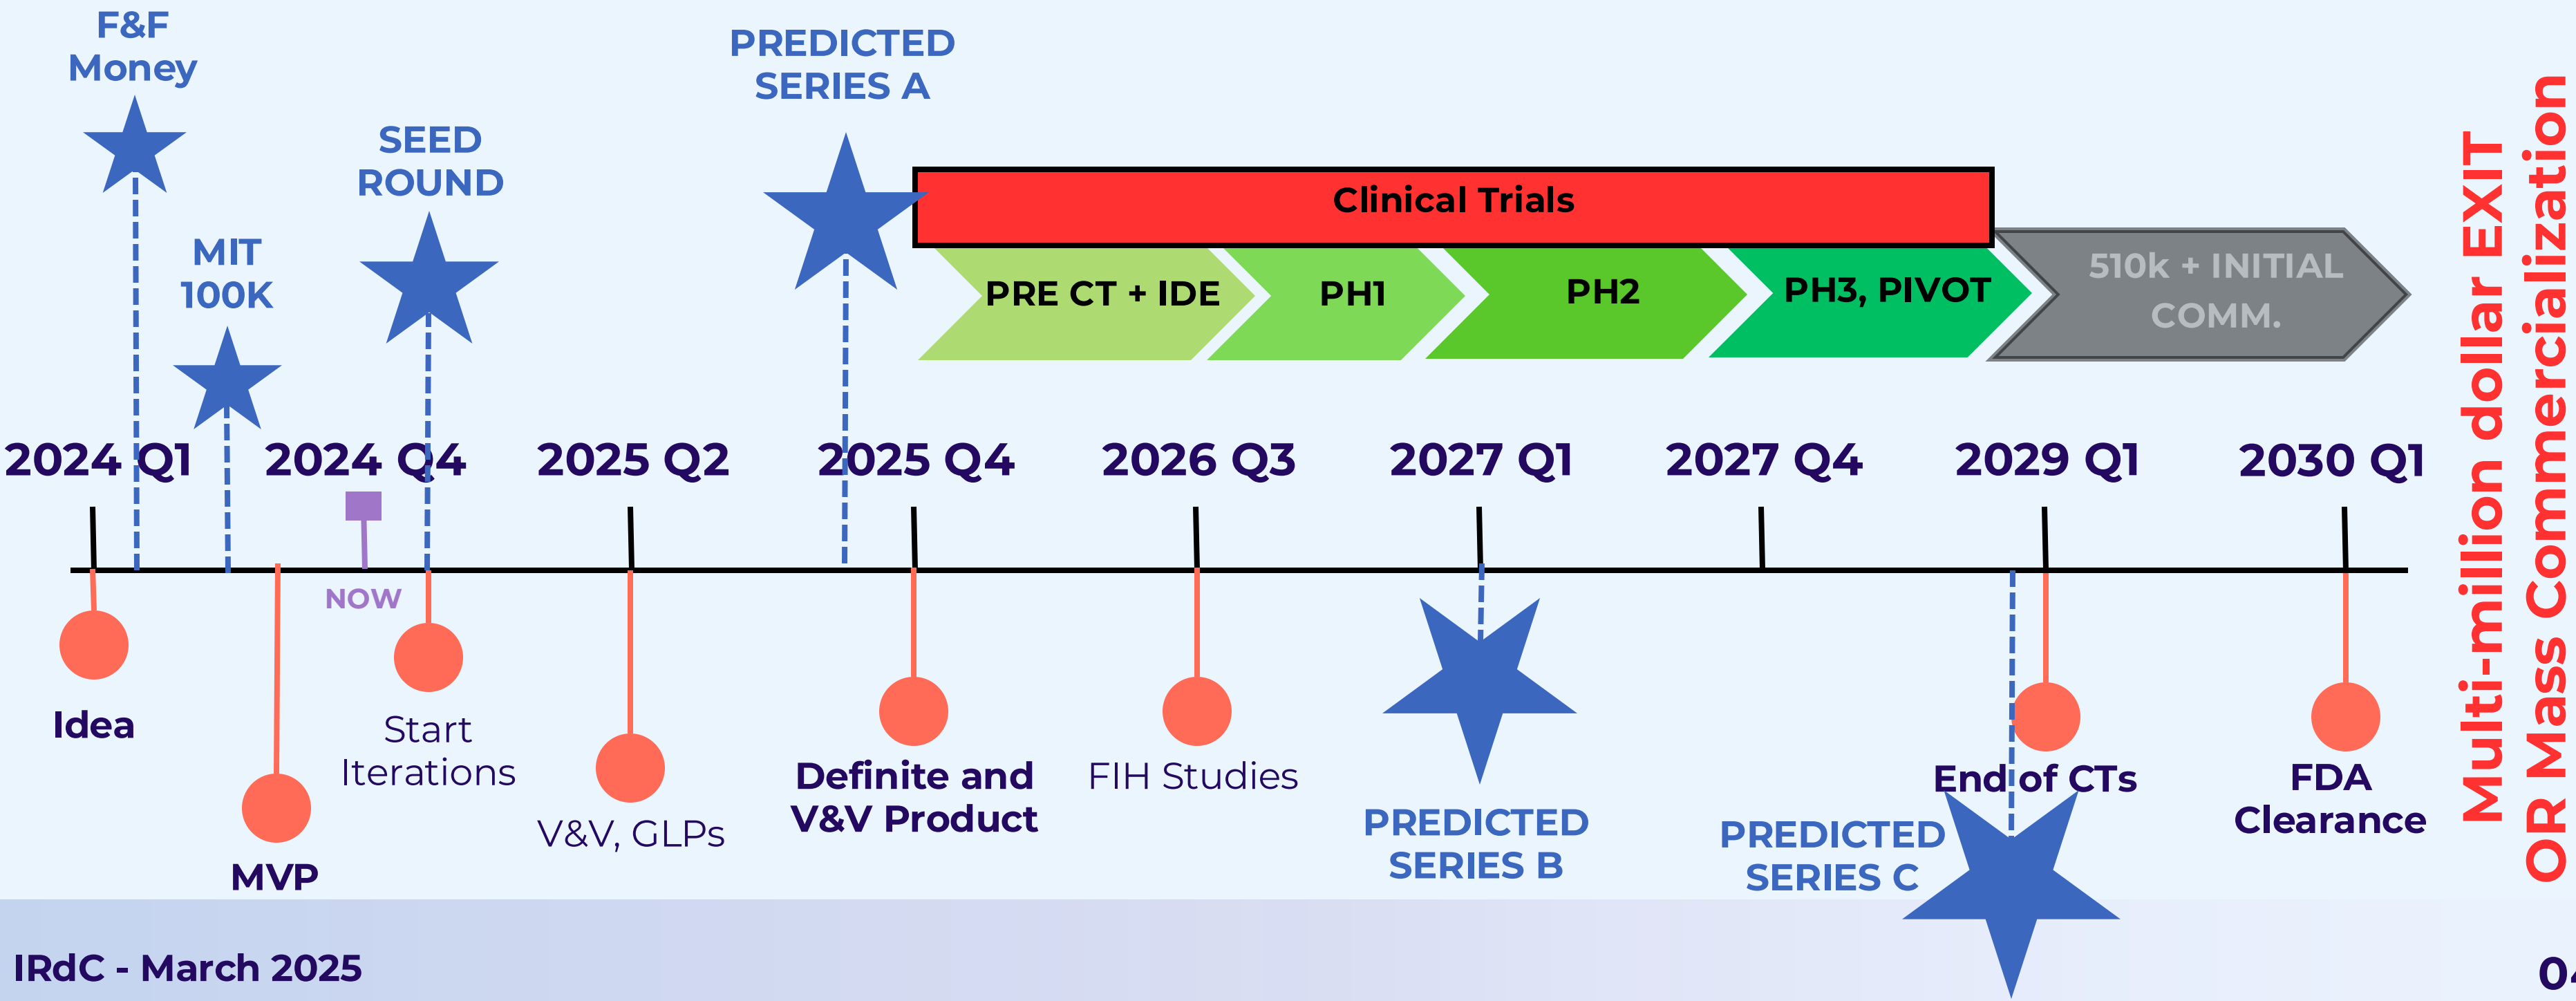 F&F
Money
MIT
100K
SEED
ROUND
PREDICTED
SERIES A
Clinical Trials
PRE CT + IDE
PH1
PH2
PH3, PIVOT
510k + INITIAL
COMM.
2024 Q1
2024 Q4
2025 Q2
2025 Q4
2026 Q3
2027 Q1
2027 Q4
2029 Q1
2030 Q1
NOW
Idea
MVP
Start
Iterations
V&V, GLPs
Definite and
V&V Product
FIH Studies
PREDICTED
SERIES B
PREDICTED
SERIES C
End of CTs
FDA
Clearance
Multi-million dollar EXIT
OR Mass Commercialization
IRdC - March 2025